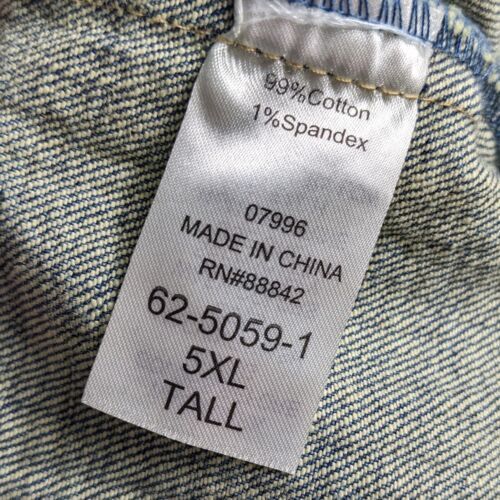 99%Cotton
1%Spandex
07996
MADE IN CHINA
RN#88842
62-5059-1
5XL
TALL